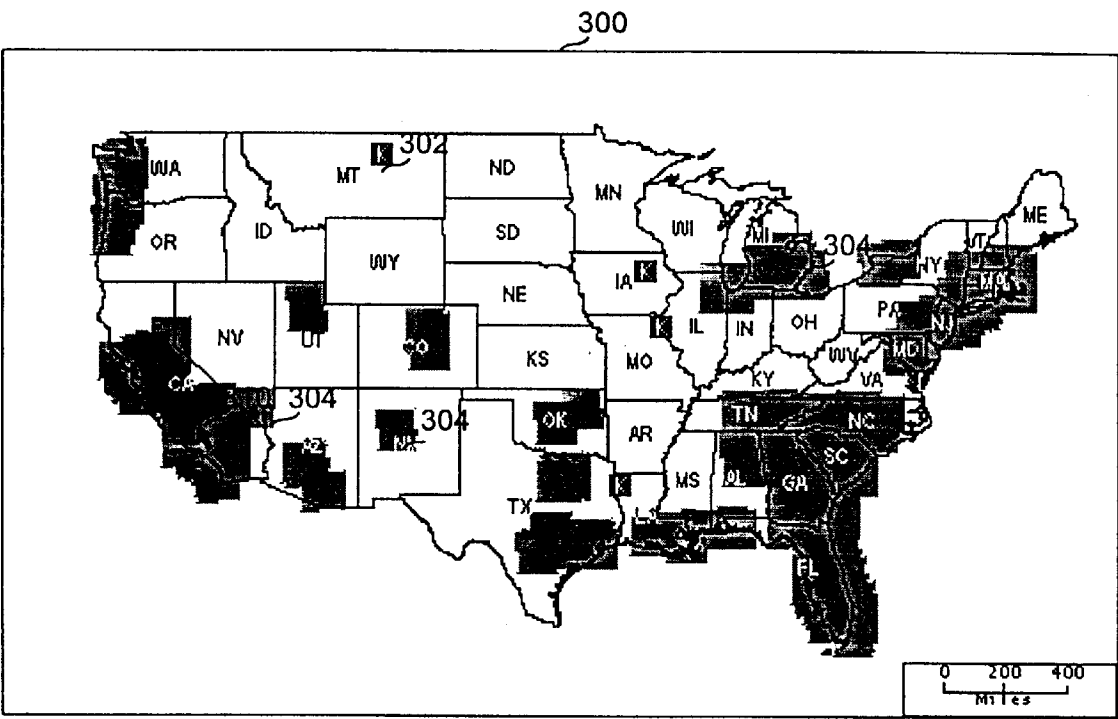 300
302
WA
MT
ND
MN
ME
OR
ID
SD
WI
MI
304
WY
NY
IA
K
NE
PA
NJ
NV
UT
CO
IL
IN
OH
KS
MO
WV
MD
KY
VA
CA
304
304
OK
TN
NC
AR
SC
MS
GA
TX
FL
0 200 400
Miles